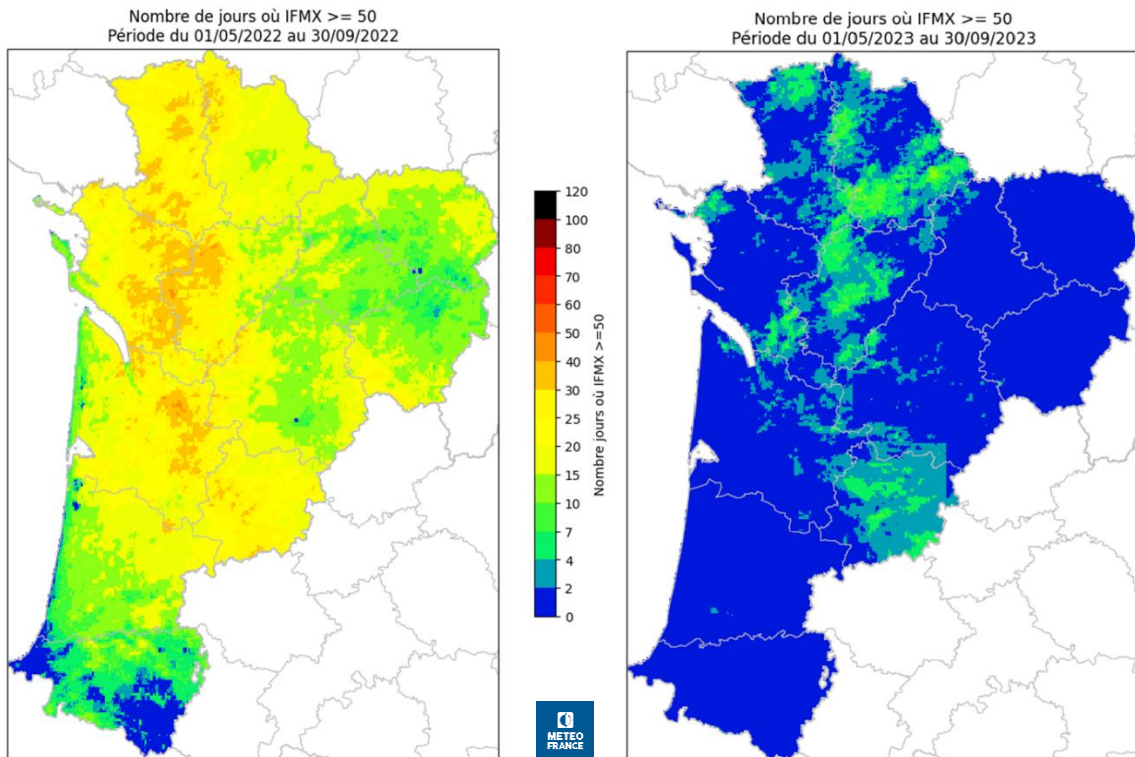 Nombre de jours où IFMX >= 50
Période du 01/05/2022 au 30/09/2022
Nombre de jours où IFMX >= 50
Période du 01/05/2023 au 30/09/2023
120
100
80
70
60
50
40
30
25
20
15
10
7
4
2
0
Nombre jours où IFMX >=50
METEO
FRANCE